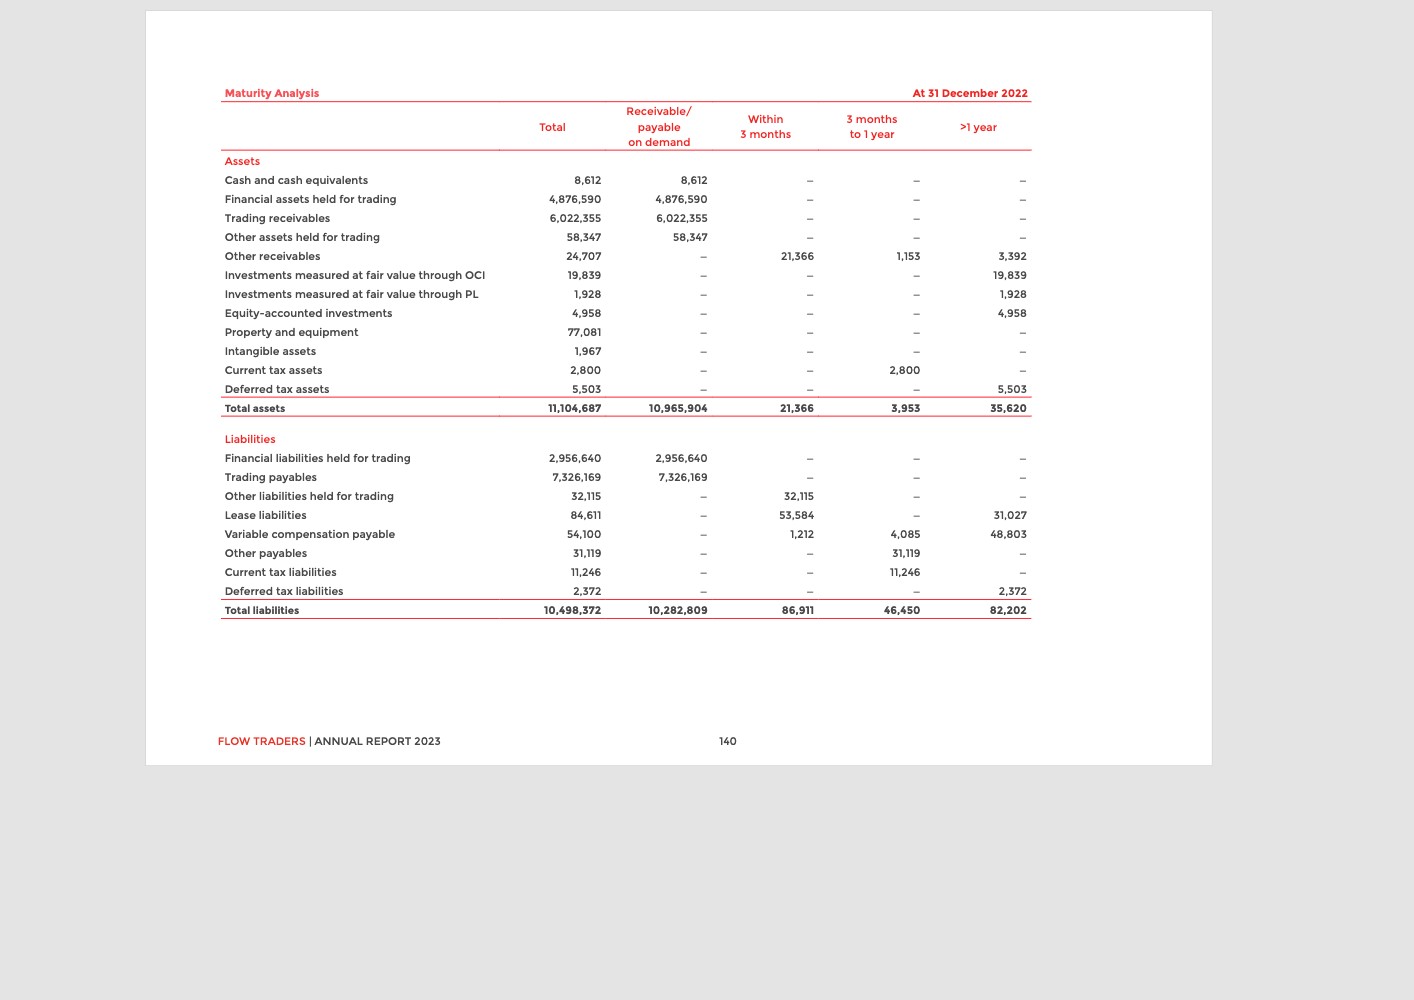 Maturity Analysis At 31 December 2022
Total Receivable/ payable on demand Within 3 months 3 months to 1 year >1 year
Assets
Cash and cash equivalents 8,612 8,612 – – –
Financial assets held for trading 4,876,590 4,876,590 – – –
Trading receivables 6,022,355 6,022,355 – – –
Other assets held for trading 58,347 58,347 – – –
Other receivables 24,707 – 21,366 1,153 3,392
Investments measured at fair value through OCI 19,839 – – – 19,839
Investments measured at fair value through PL 1,928 – – – 1,928
Equity-accounted investments 4,958 – – – 4,958
Property and equipment 77,081 – – – –
Intangible assets 1,967 – – – –
Current tax assets 2,800 – – 2,800 –
Deferred tax assets 5,503 – – – 5,503
Total assets 11,104,687 10,965,904 21,366 3,953 35,620
Liabilities
Financial liabilities held for trading 2,956,640 2,956,640 – – –
Trading payables 7,326,169 7,326,169 – – –
Other liabilities held for trading 32,115 – 32,115 – –
Lease liabilities 84,611 – 53,584 – 31,027
Variable compensation payable 54,100 – 1,212 4,085 48,803
Other payables 31,119 – – 31,119 –
Current tax liabilities 11,246 – – 11,246 –
Deferred tax liabilities 2,372 – – – 2,372
Total liabilities 10,498,372 10,282,809 86,911 46,450 82,202
FLOW TRADERS | ANNUAL REPORT 2023 140